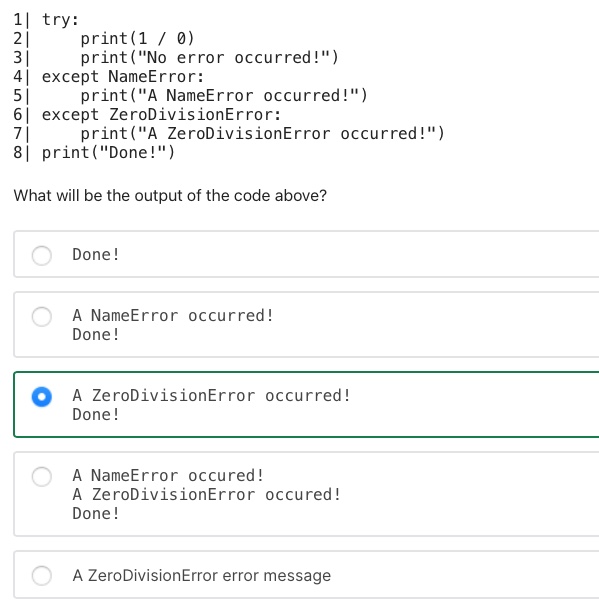 1| try:
2|     print(1 / 0)
3|     print("No error occurred!")
4| except NameError:
5|     print("A NameError occurred!")
6| except ZeroDivisionError:
7|     print("A ZeroDivisionError occurred!")
8| print("Done!")
What will be the output of the code above?
Done!
A NameError occurred!
Done!
A ZeroDivisionError occurred!
Done!
A NameError occured!
A ZeroDivisionError occured!
Done!
A ZeroDivisionError error message